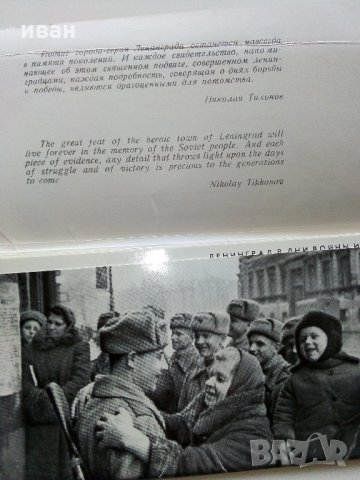 иван
Подвиг города-героя Ленинграда останется навсегда
в памяти поколений. И каждое свидетельство, напоми-
нающее об этом священном подвиге, совершенном ленин-
градцами, каждая подробность, говорящая о днях борьбы
и победы, являются драгоценными для потомства.
Николай Тихонов
The great feat of the heroic town of Leningrad will
live forever in the memory of the Soviet people. And each
piece of evidence, any detail that throws light upon the days
of struggle and of victory is precious to the generations
to come.
Nikolay Tikhonov
ЛЕНИНГРАД В ДНИ ВОЙНЫ И
BAZAR